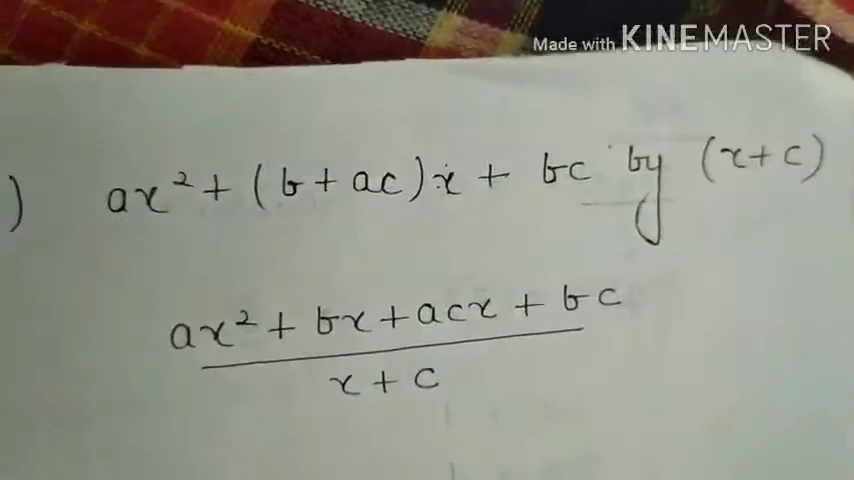 Made with KINEMASTER
) ax² + (b + ac)x + bc by (x + c)
ax² + bx + acx + bc
x + c